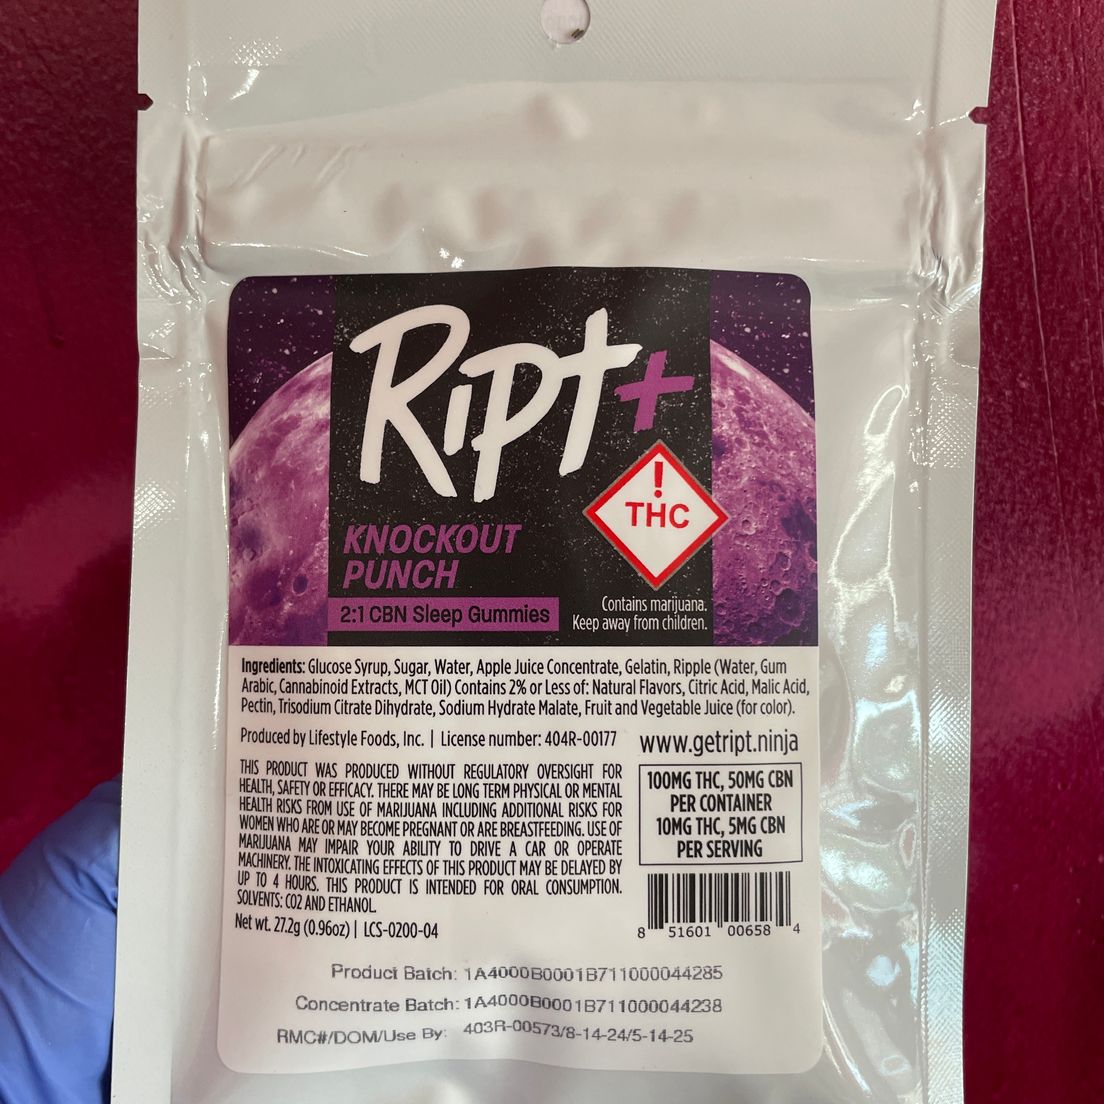 Ript+
KNOCKOUT
PUNCH
2:1 CBN Sleep Gummies
!
THC
Contains marijuana.
Keep away from children.
Ingredients: Glucose Syrup, Sugar, Water, Apple Juice Concentrate, Gelatin, Ripple (Water, Gum
Arabic, Cannabinoid Extracts, MCT Oil) Contains 2% or Less of: Natural Flavors, Citric Acid, Malic Acid,
Pectin, Trisodium Citrate Dihydrate, Sodium Hydrate Malate, Fruit and Vegetable Juice (for color).
Produced by Lifestyle Foods, Inc. | License number: 404R-00177
www.getript.ninja
THIS PRODUCT WAS PRODUCED WITHOUT REGULATORY OVERSIGHT FOR
HEALTH, SAFETY OR EFFICACY. THERE MAY BE LONG TERM PHYSICAL OR MENTAL
HEALTH RISKS FROM USE OF MARIJUANA INCLUDING ADDITIONAL RISKS FOR
WOMEN WHO ARE OR MAY BECOME PREGNANT OR ARE BREASTFEEDING. USE OF
MARIJUANA MAY IMPAIR YOUR ABILITY TO DRIVE A CAR OR OPERATE
MACHINERY. THE INTOXICATING EFFECTS OF THIS PRODUCT MAY BE DELAYED BY
UP TO 4 HOURS. THIS PRODUCT IS INTENDED FOR ORAL CONSUMPTION.
SOLVENTS: CO2 AND ETHANOL.
Net wt. 27.2g (0.96oz) | LCS-0200-04
100MG THC, 50MG CBN
PER CONTAINER
10MG THC, 5MG CBN
PER SERVING
8 51601 00658 4
Product Batch: 1A4000B0001B711000044285
Concentrate Batch: 1A4000B0001B711000044238
RMC#/DOM/Use By: 403R-00573/8-14-24/5-14-25